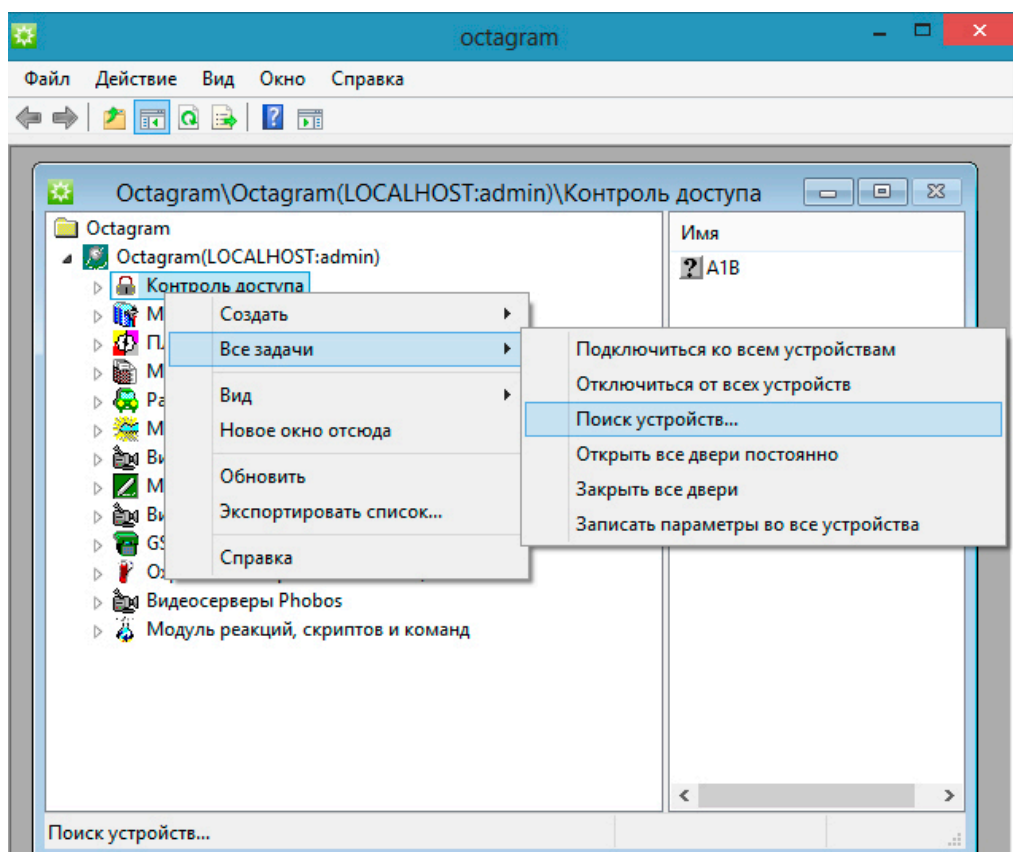 octagram
Файл Действие Вид Окно Справка
Octagram\Octagram(LOCALHOST:admin)\Контроль доступа
Octagram
Octagram(LOCALHOST:admin)
Контроль доступа
Имя
A1B
Создать
Все задачи
Вид
Новое окно отсюда
Обновить
Экспортировать список...
Справка
Подключиться ко всем устройствам
Отключиться от всех устройств
Поиск устройств...
Открыть все двери постоянно
Закрыть все двери
Записать параметры во все устройства
Видеосерверы Phobos
Модуль реакций, скриптов и команд
Поиск устройств...